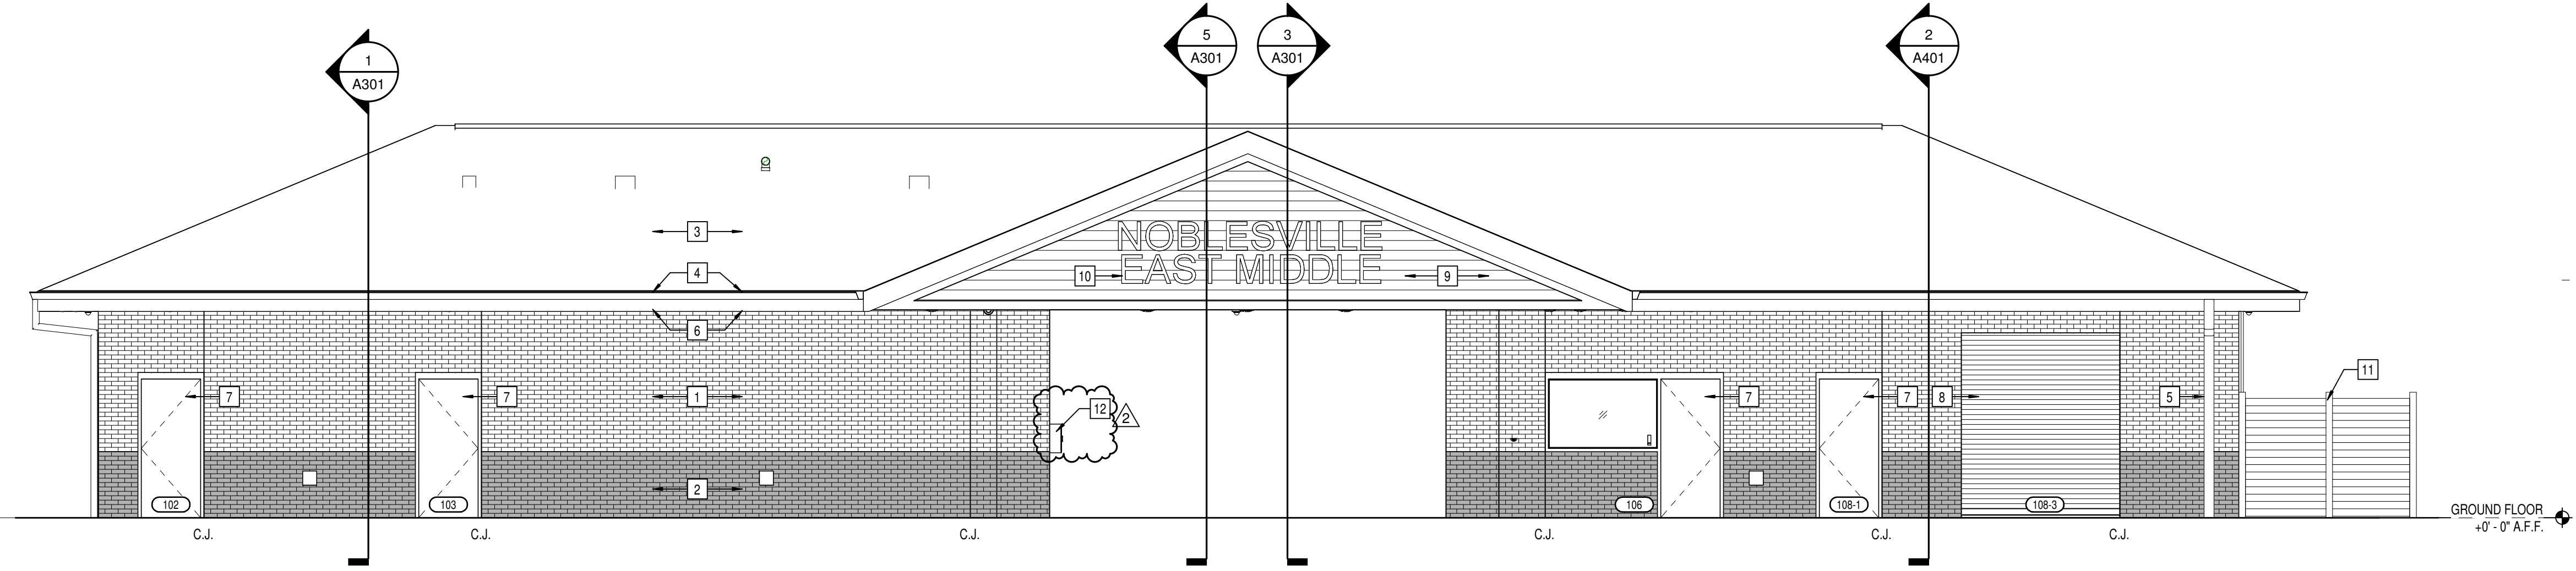 1
A301
5
A301
3
A301
2
A401
3
4
NOBLESVILLE
EAST MIDDLE
10
9
6
7
7
1
12
2
7
7
8
5
11
2
102
103
106
108-1
108-3
GROUND FLOOR
+0' - 0" A.F.F.
C.J.
C.J.
C.J.
C.J.
C.J.
C.J.